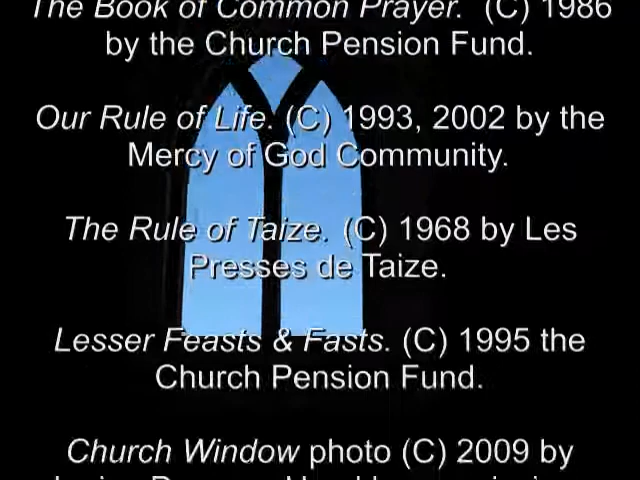 The Book of Common Prayer. (C) 1986
by the Church Pension Fund.
Our Rule of Life. (C) 1993, 2002 by the
Mercy of God Community.
The Rule of Taize. (C) 1968 by Les
Presses de Taize.
Lesser Feasts & Fasts. (C) 1995 the
Church Pension Fund.
Church Window photo (C) 2009 by